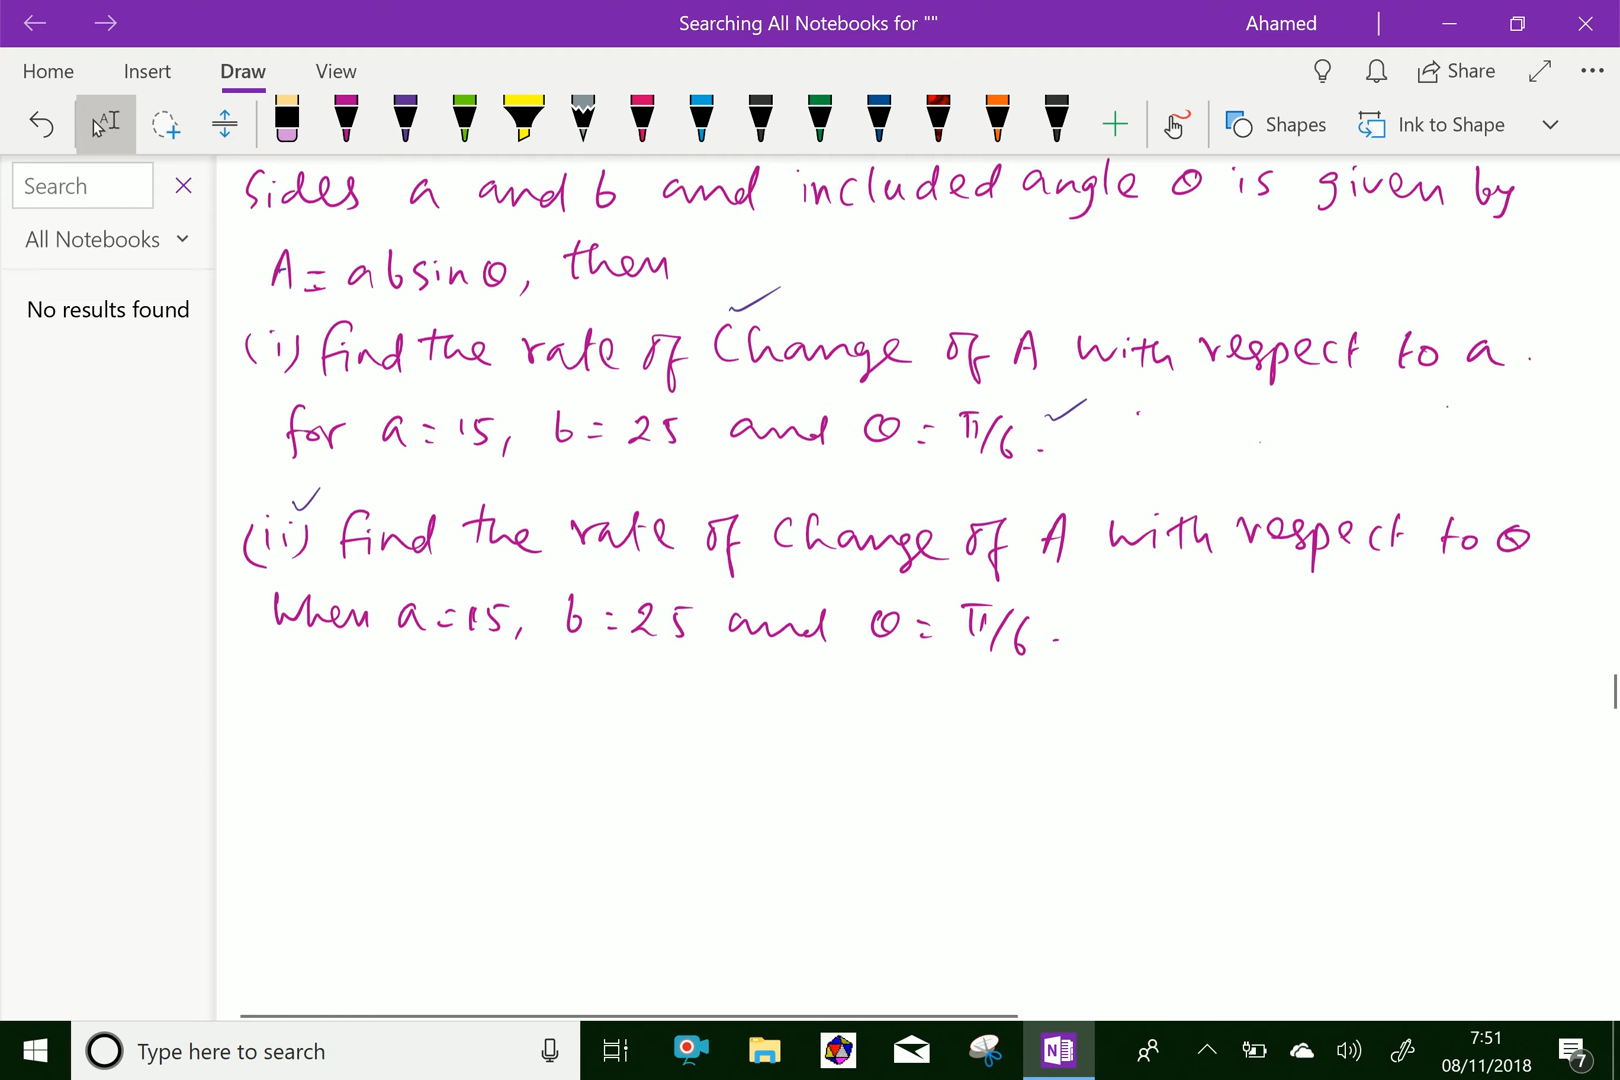 Searching All Notebooks for ""
Ahamed
Home Insert Draw View
Share
Shapes
Ink to Shape
Search
All Notebooks
No results found
Sides a and b and included angle θ is given by
A = ab sin θ, then
(i) find the rate of Change of A with respect to a.
for a = 15, b = 25 and θ = π/6.
(ii) find the rate of Change of A with respect to θ
when a = 15, b = 25 and θ = π/6.
Type here to search
7:51
08/11/2018
7